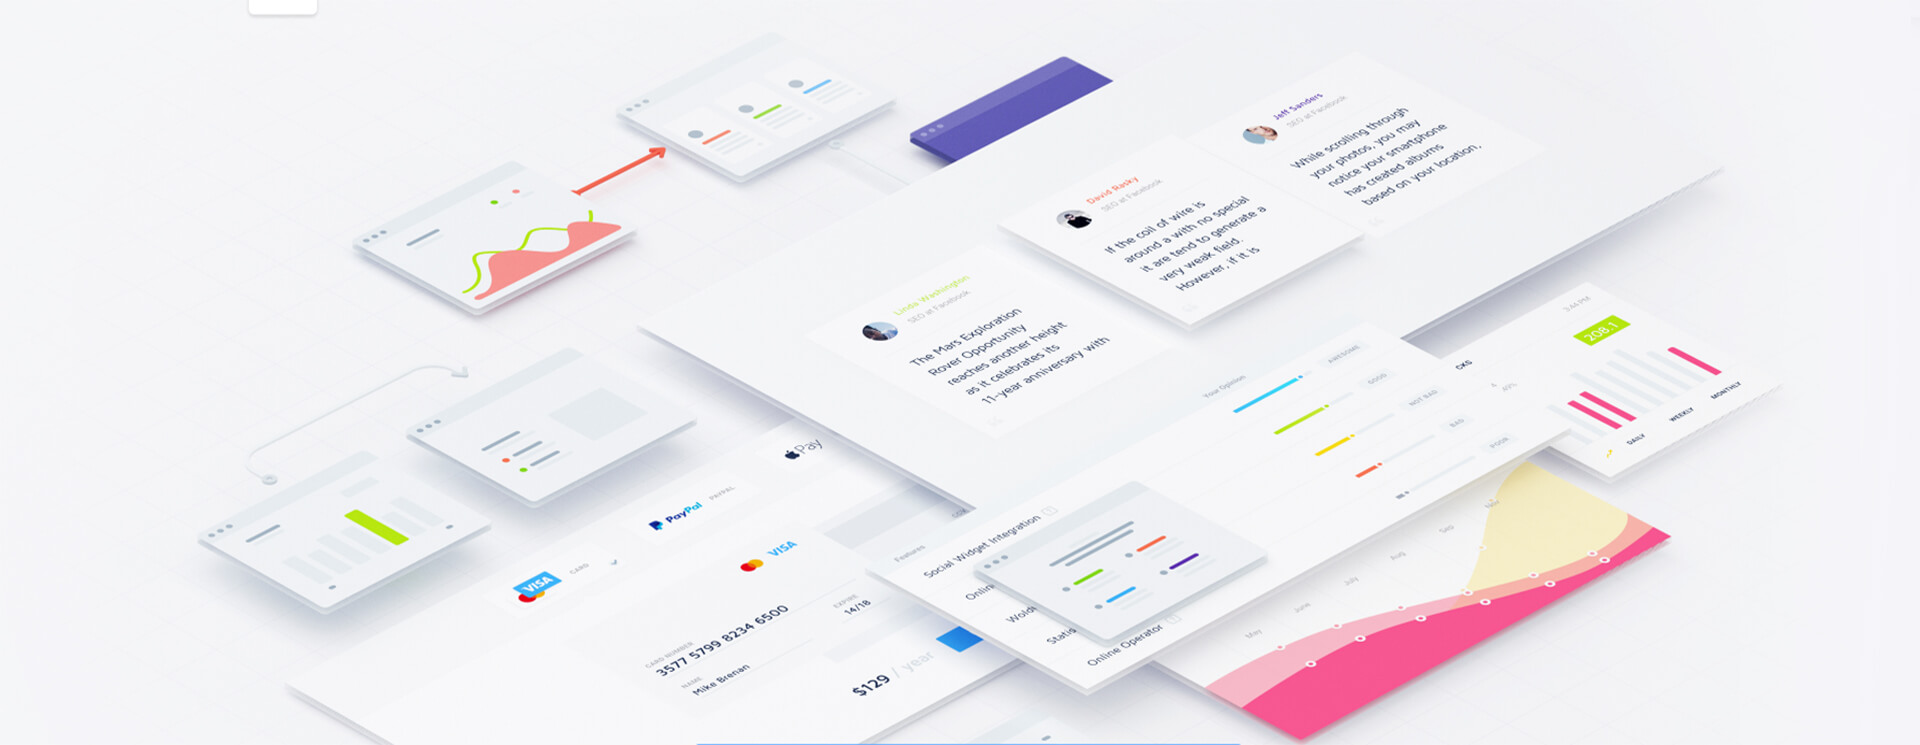 Jeff Sanders
SEO at Facebook
While scrolling through
your photos, you may
notice your smartphone
has created albums
based on your location,
David Rasky
SEO at Facebook
If the coil of wire is
around a with no special
it are tend to generate a
very weak field.
However, if it is
Linda Washington
SEO at Facebook
The Mars Exploration
Rover Opportunity
reaches another height
as it celebrates its
11-year anniversary with
3:46 PM
208.1
CKS
DAILY
WEEKLY
MONTHLY
Your Opinion
AWESOME
GOOD
NOT BAD
BAD
POOR
Pay
PayPal
PAYPAL
VISA
CARD
VISA
CARD NUMBER
3577 5799 8234 6500
EXPIRE
14/18
NAME
Mike Brenan
$129 / year
Features
Social Widget Integration
Onlin
Statis
Online Operator
May
June
July
Aug
Sep
Nov